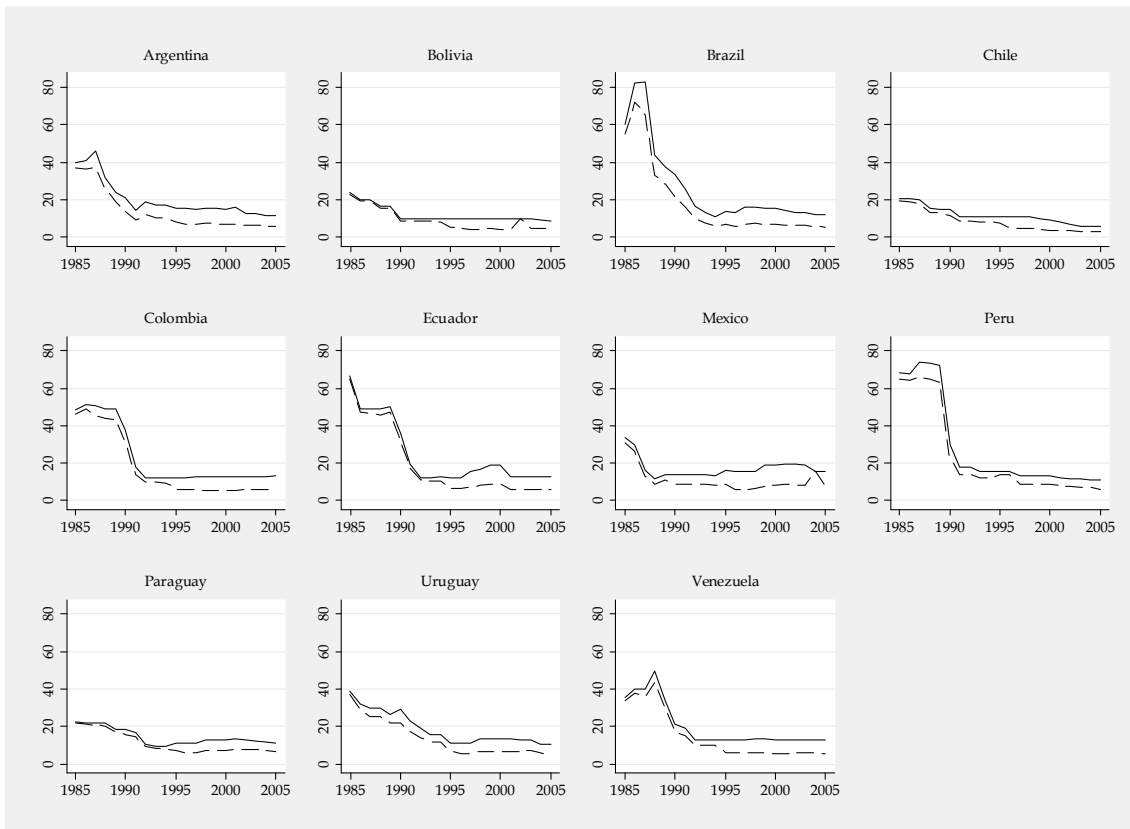 Argentina Bolivia Brazil Chile
80 80 80 80
60 60 60 60
40 40 40 40
20 20 20 20
0 0 0 0
1985 1990 1995 2000 2005 1985 1990 1995 2000 2005 1985 1990 1995 2000 2005 1985 1990 1995 2000 2005
Colombia Ecuador Mexico Peru
80 80 80 80
60 60 60 60
40 40 40 40
20 20 20 20
0 0 0 0
1985 1990 1995 2000 2005 1985 1990 1995 2000 2005 1985 1990 1995 2000 2005 1985 1990 1995 2000 2005
Paraguay Uruguay Venezuela
80 80 80
60 60 60
40 40 40
20 20 20
0 0 0
1985 1990 1995 2000 2005 1985 1990 1995 2000 2005 1985 1990 1995 2000 2005